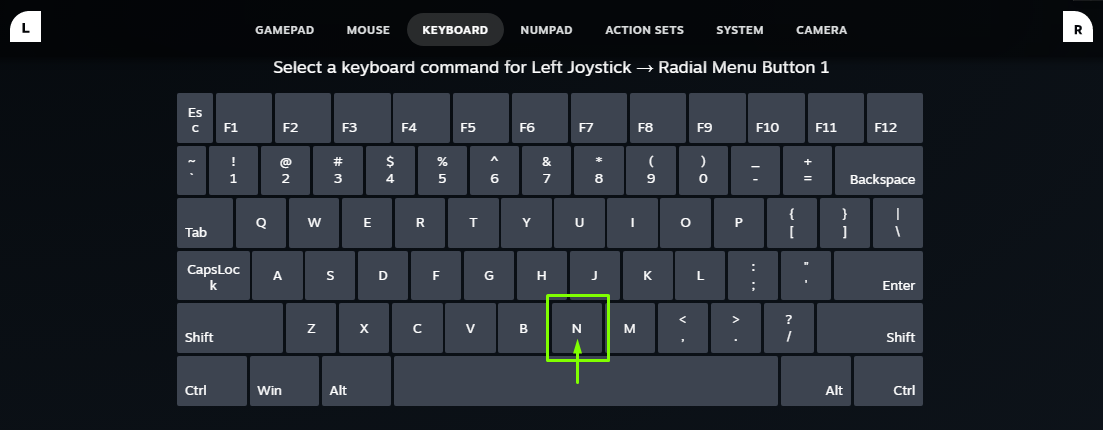 L GAMEPAD MOUSE KEYBOARD NUMPAD ACTION SETS SYSTEM CAMERA R
Select a keyboard command for Left Joystick → Radial Menu Button 1
Es
c F1 F2 F3 F4 F5 F6 F7 F8 F9 F10 F11 F12
~ ! @ # $ % ^ & * ( ) _ +
` 1 2 3 4 5 6 7 8 9 0 - = Backspace
Tab Q W E R T Y U I O P { } |
[ ] \
CapsLoc
k A S D F G H J K L : "
; ' Enter
Shift Z X C V B N M < > ?
, . / Shift
Ctrl Win Alt Alt Ctrl